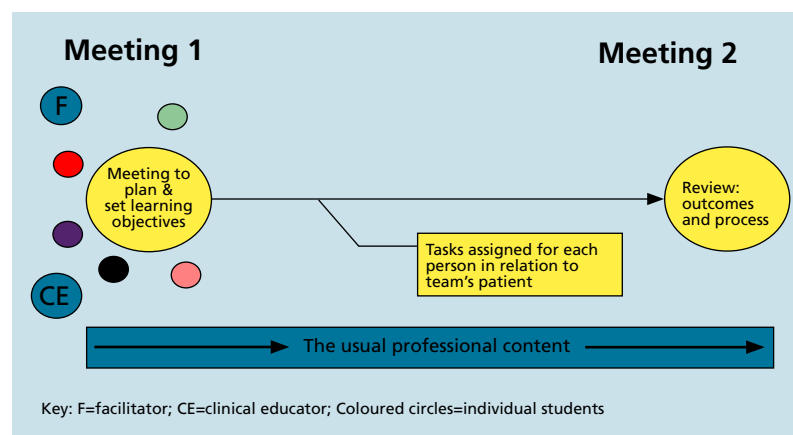 Meeting 1
Meeting 2
F
Meeting to
plan &
set learning
objectives
Review:
outcomes
and process
Tasks assigned for each
person in relation to
team's patient
CE
The usual professional content
Key: F=facilitator; CE=clinical educator; Coloured circles=individual students